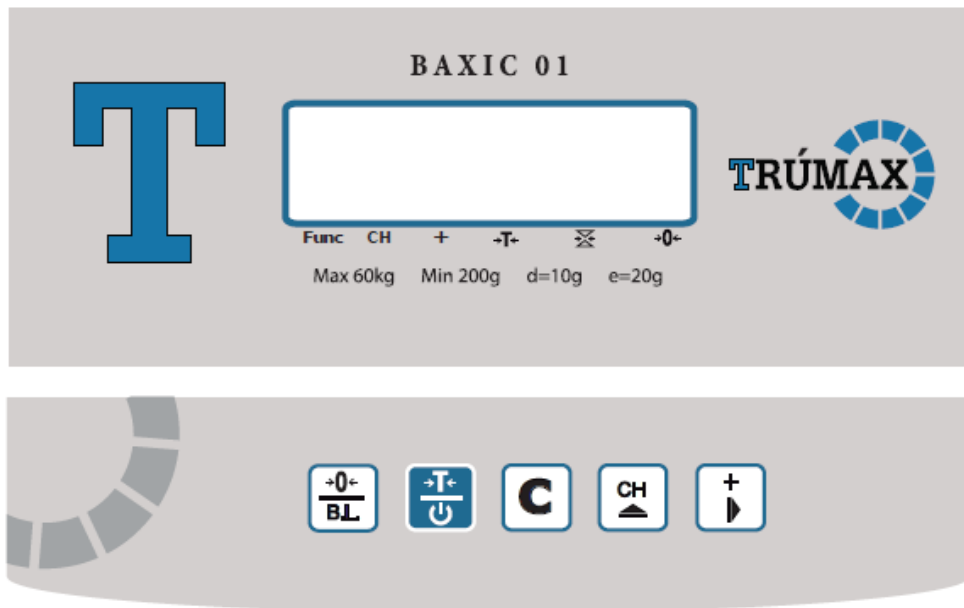 BAXIC 01
T
TRÚMAX
Func CH + →T← →0←
Max 60kg Min 200g d=10g e=20g
→0← →T← C CH +
B.L.